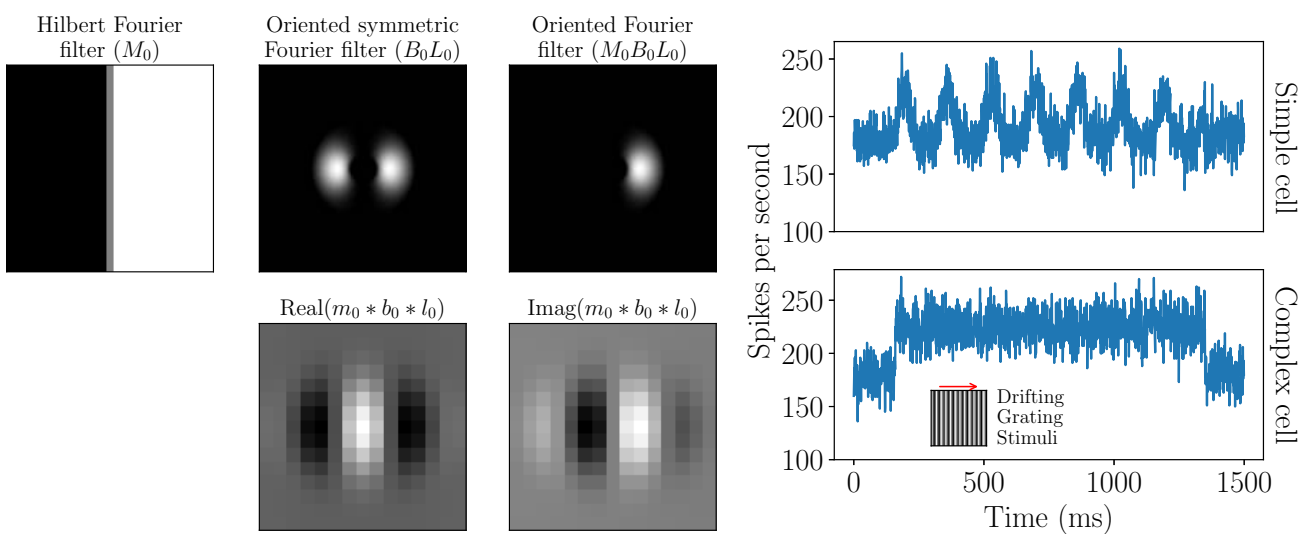 Hilbert Fourier
filter (M₀)
Oriented symmetric
Fourier filter (B₀L₀)
Oriented Fourier
filter (M₀B₀L₀)
Real(m₀ * b₀ * l₀)
Imag(m₀ * b₀ * l₀)
Spikes per second
250
200
150
100
Simple cell
250
200
150
100
Complex cell
Drifting
Grating
Stimuli
0
500
1000
1500
Time (ms)